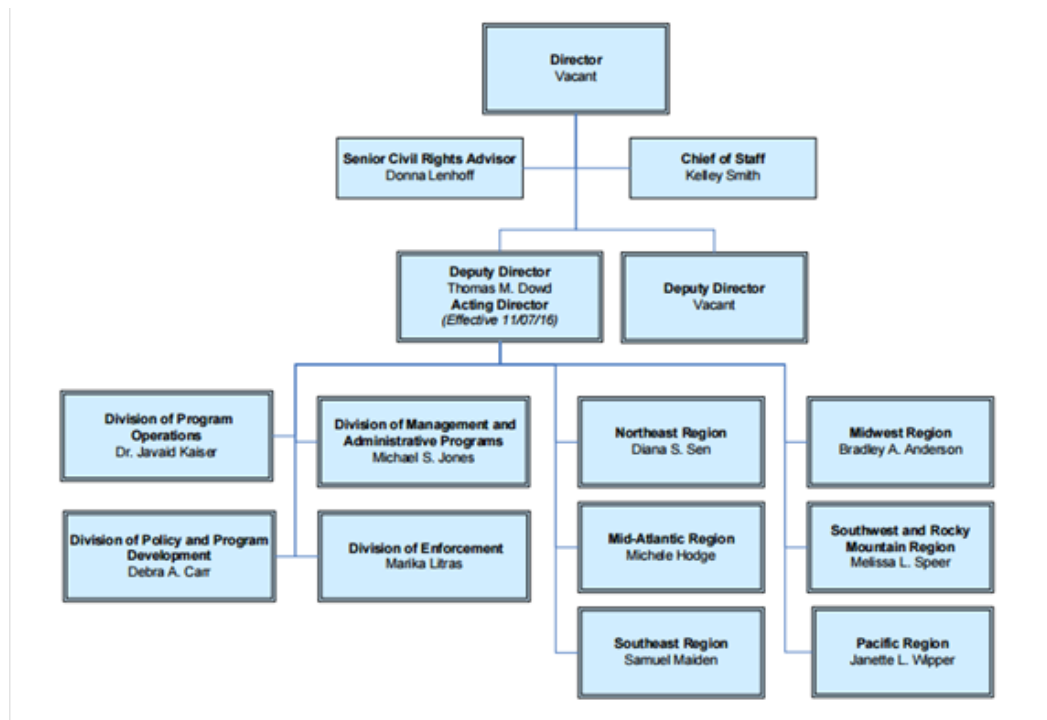 Director
Vacant
Senior Civil Rights Advisor
Donna Lenhoff
Chief of Staff
Kelley Smith
Deputy Director
Thomas M. Dowd
Acting Director
(Effective 11/07/16)
Deputy Director
Vacant
Division of Program
Operations
Dr. Javaid Kaiser
Division of Management and
Administrative Programs
Michael S. Jones
Northeast Region
Diana S. Sen
Midwest Region
Bradley A. Anderson
Division of Policy and Program
Development
Debra A. Carr
Division of Enforcement
Marika Litras
Mid-Atlantic Region
Michele Hodge
Southwest and Rocky
Mountain Region
Melissa L. Speer
Southeast Region
Samuel Maiden
Pacific Region
Janette L. Wipper